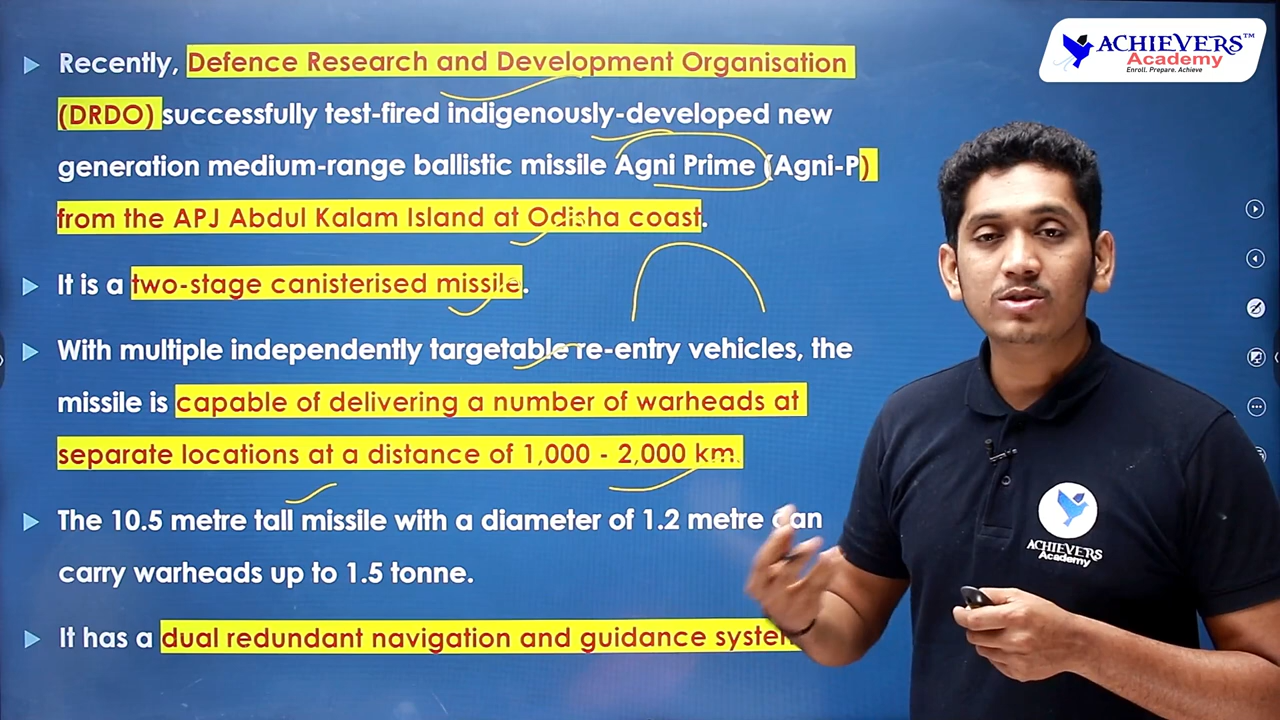 ACHIEVERS™
Academy
Enroll. Prepare. Achieve
Recently, Defence Research and Development Organisation
(DRDO) successfully test-fired indigenously-developed new
generation medium-range ballistic missile Agni Prime (Agni-P)
from the APJ Abdul Kalam Island at Odisha coast.
It is a two-stage canisterised missile.
With multiple independently targetable re-entry vehicles, the
missile is capable of delivering a number of warheads at
separate locations at a distance of 1,000 - 2,000 km.
The 10.5 metre tall missile with a diameter of 1.2 metre can
carry warheads up to 1.5 tonne.
It has a dual redundant navigation and guidance system
ACHIEVERS
Academy